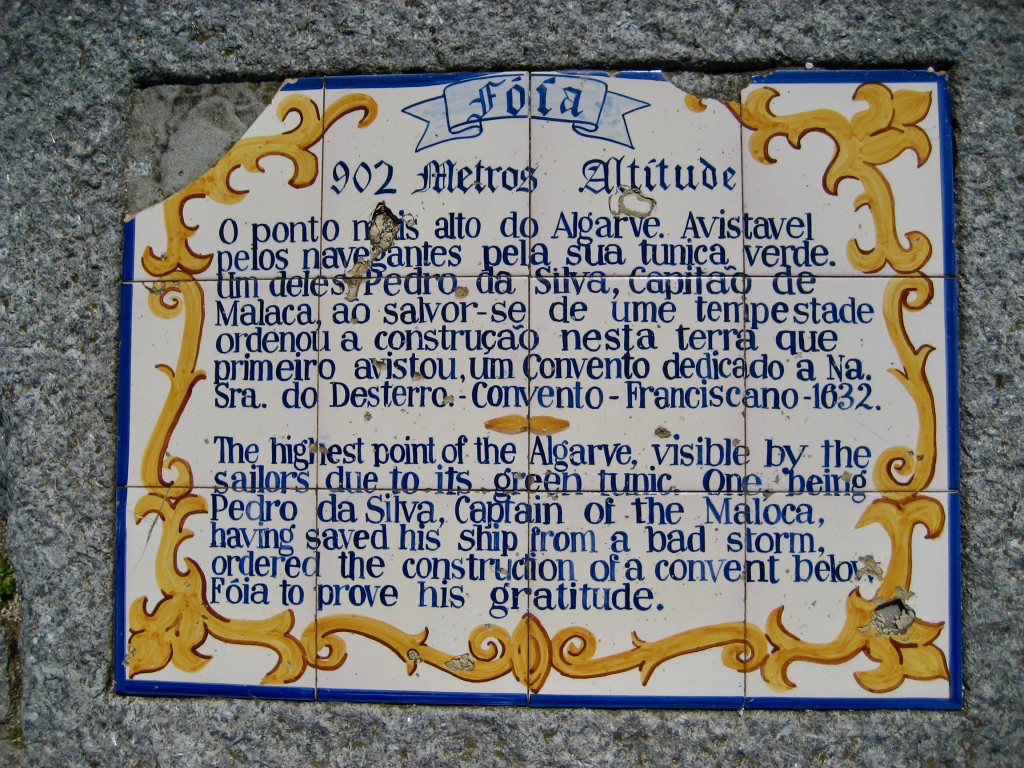 Fóia
902 Metros Altitude
O ponto mais alto do Algarve. Avistavel
pelos navegantes pela sua tunica verde.
Um deles Pedro da Silva, Capitão de
Malaca, ao salvor-se de ume tempestade
ordenou a construção nesta terra que
primeiro avistou, um Convento dedicado a Na.
Sra. do Desterro.-Convento-Franciscano-1632.
The highest point of the Algarve, visible by the
sailors due to its green tunic. One, being
Pedro da Silva, Captain of the Maloca,
having saved his ship from a bad storm,
ordered the construcion of a convent below
Fóia to prove his gratitude.